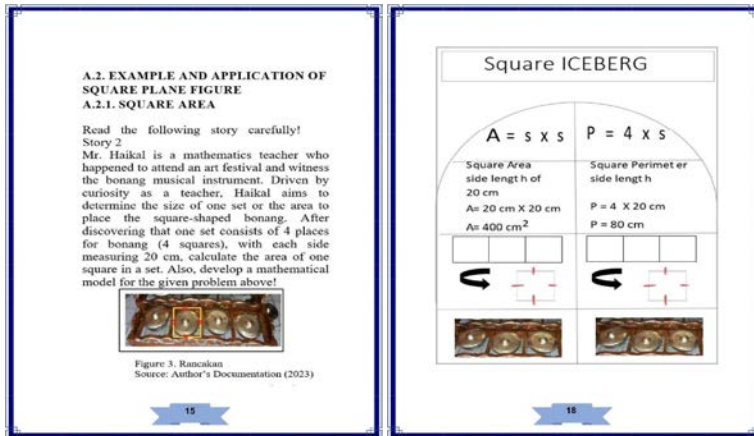 A.2. EXAMPLE AND APPLICATION OF
SQUARE PLANE FIGURE
A.2.1. SQUARE AREA
Read the following story carefully!
Story 2
Mr. Haikal is a mathematics teacher who
happened to attend an art festival and witness
the bonang musical instrument. Driven by
curiosity as a teacher, Haikal aims to
determine the size of one set or the area to
place the square-shaped bonang. After
discovering that one set consists of 4 places
for bonang (4 squares), with each side
measuring 20 cm, calculate the area of one
square in a set. Also, develop a mathematical
model for the given problem above!
Figure 3. Rancakan
Source: Author's Documentation (2023)
15
Square ICEBERG
A = s x s
P = 4 x s
Square Area
side lengt h of
20 cm
A= 20 cm X 20 cm
A= 400 cm²
Square Perimet er
side lengt h
P = 4 X 20 cm
P = 80 cm
18